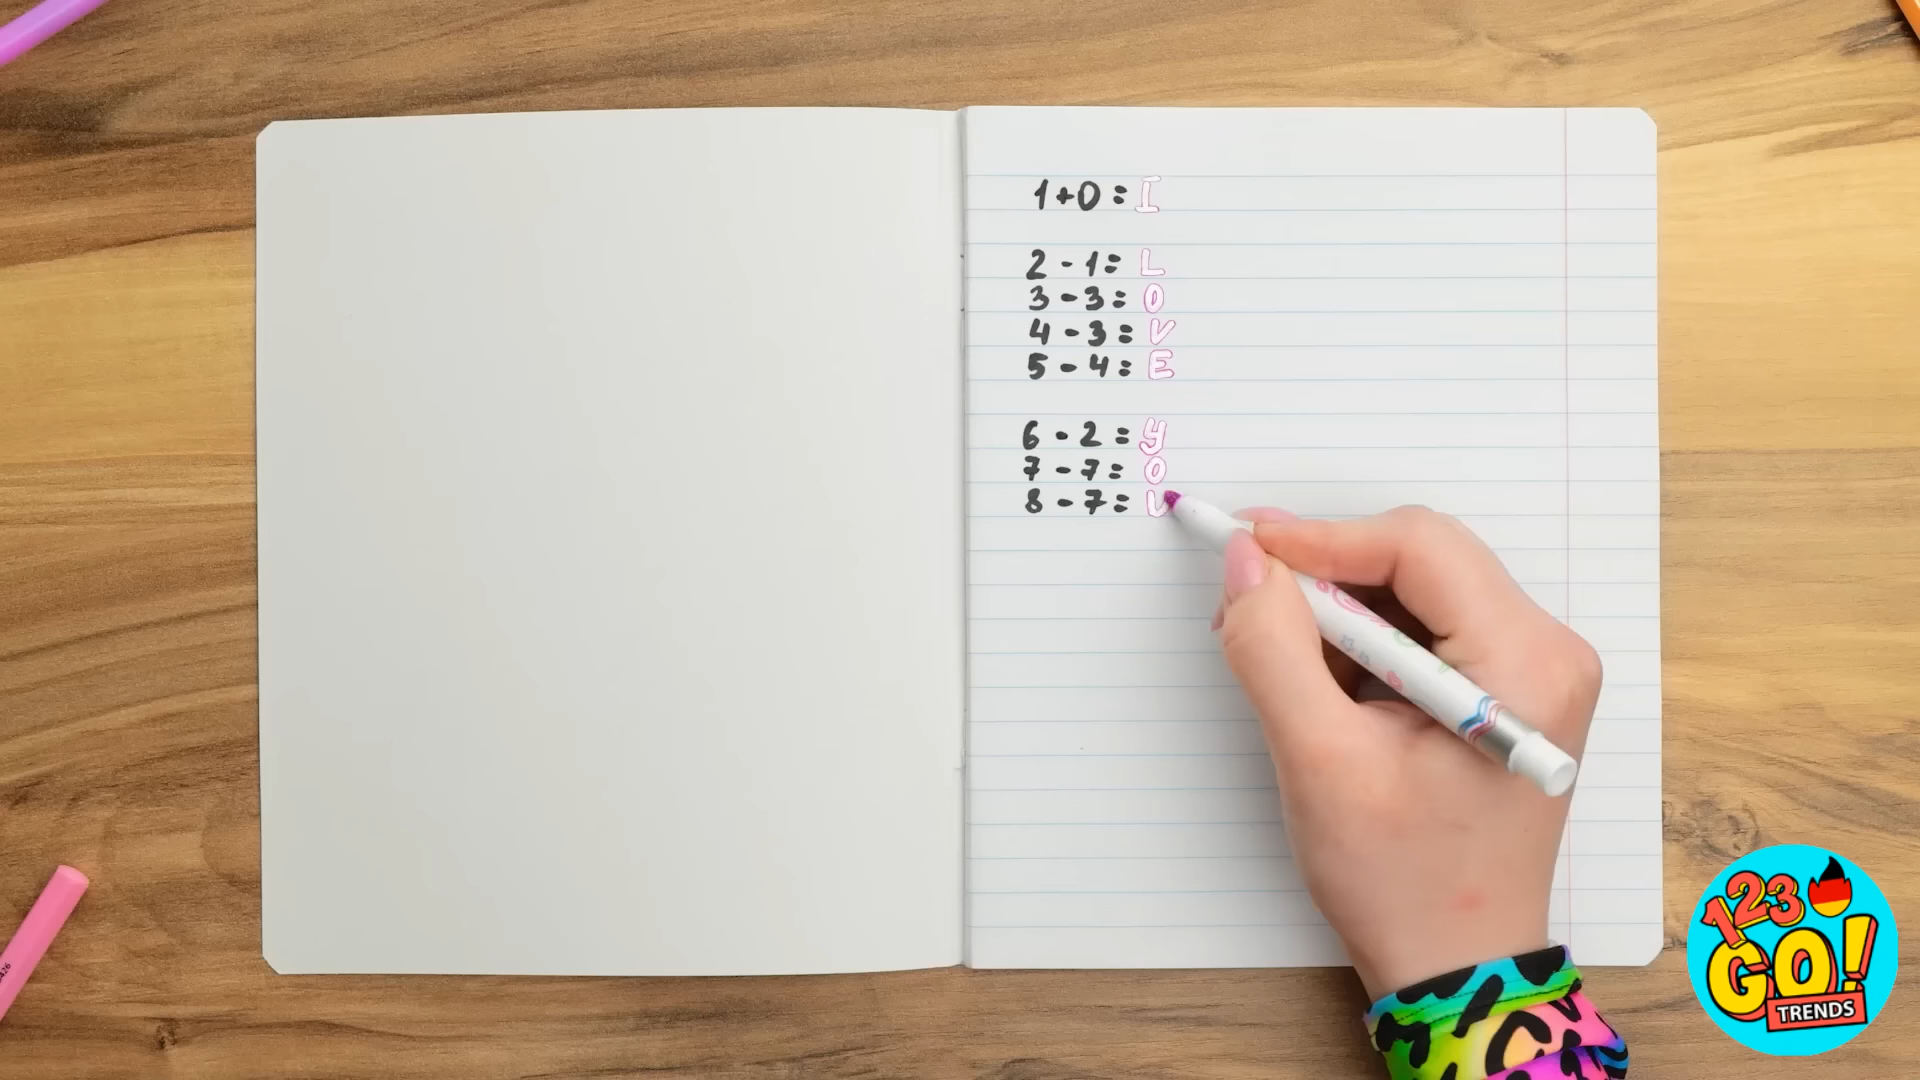 1+0=I
2-1=L
3-3=O
4-3=V
5-4=E
6-2=Y
7-7=O
8-7=
123
GO!
TRENDS